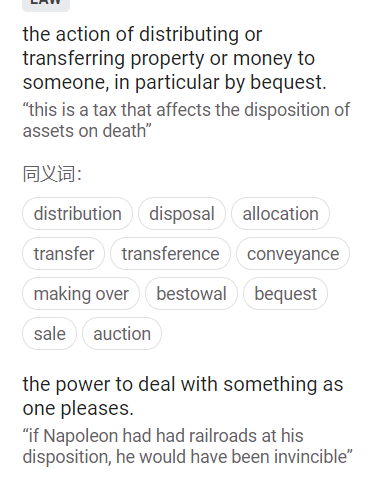 LAW
the action of distributing or
transferring property or money to
someone, in particular by bequest.
“this is a tax that affects the disposition of
assets on death”
同义词：
distribution disposal allocation
transfer transference conveyance
making over bestowal bequest
sale auction
the power to deal with something as
one pleases.
“if Napoleon had had railroads at his
disposition, he would have been invincible”